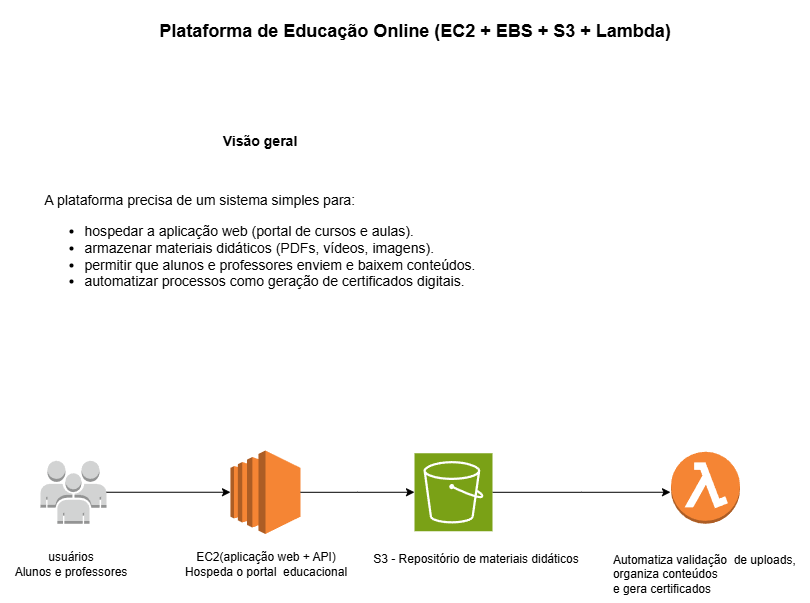 Plataforma de Educação Online (EC2 + EBS + S3 + Lambda)
Visão geral
A plataforma precisa de um sistema simples para:
• hospedar a aplicação web (portal de cursos e aulas).
• armazenar materiais didáticos (PDFs, vídeos, imagens).
• permitir que alunos e professores enviem e baixem conteúdos.
• automatizar processos como geração de certificados digitais.
usuários
Alunos e professores
EC2(aplicação web + API)
Hospeda o portal educacional
S3 - Repositório de materiais didáticos
Automatiza validação de uploads,
organiza conteúdos
e gera certificados